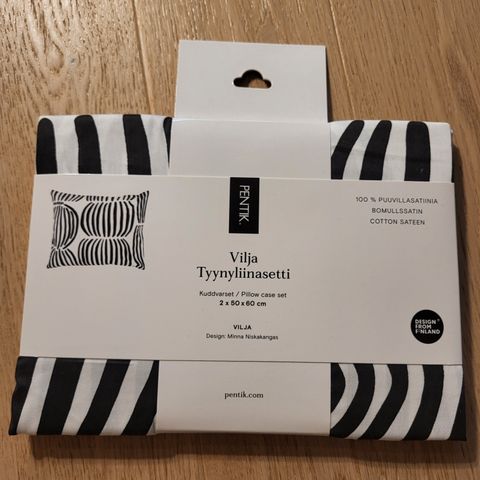 PENTIK
100 % PUUVILLASATIINIA
BOMULLSSATIN
COTTON SATEEN
Vilja
Tyynyliinasetti
Kuddvarset / Pillow case set
2 x 50 x 60 cm
VILJA
Design: Minna Niskakangas
DESIGN
FROM
FINLAND
pentik.com